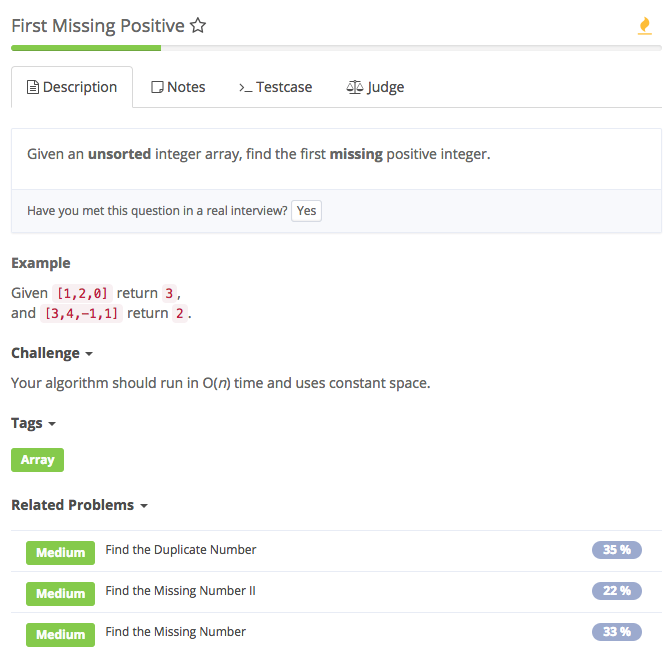 First Missing Positive
Description Notes >_ Testcase Judge
Given an unsorted integer array, find the first missing positive integer.
Have you met this question in a real interview? Yes
Example
Given [1,2,0] return 3,
and [3,4,-1,1] return 2.
Challenge
Your algorithm should run in O(n) time and uses constant space.
Tags
Array
Related Problems
Medium Find the Duplicate Number 35 %
Medium Find the Missing Number II 22 %
Medium Find the Missing Number 33 %